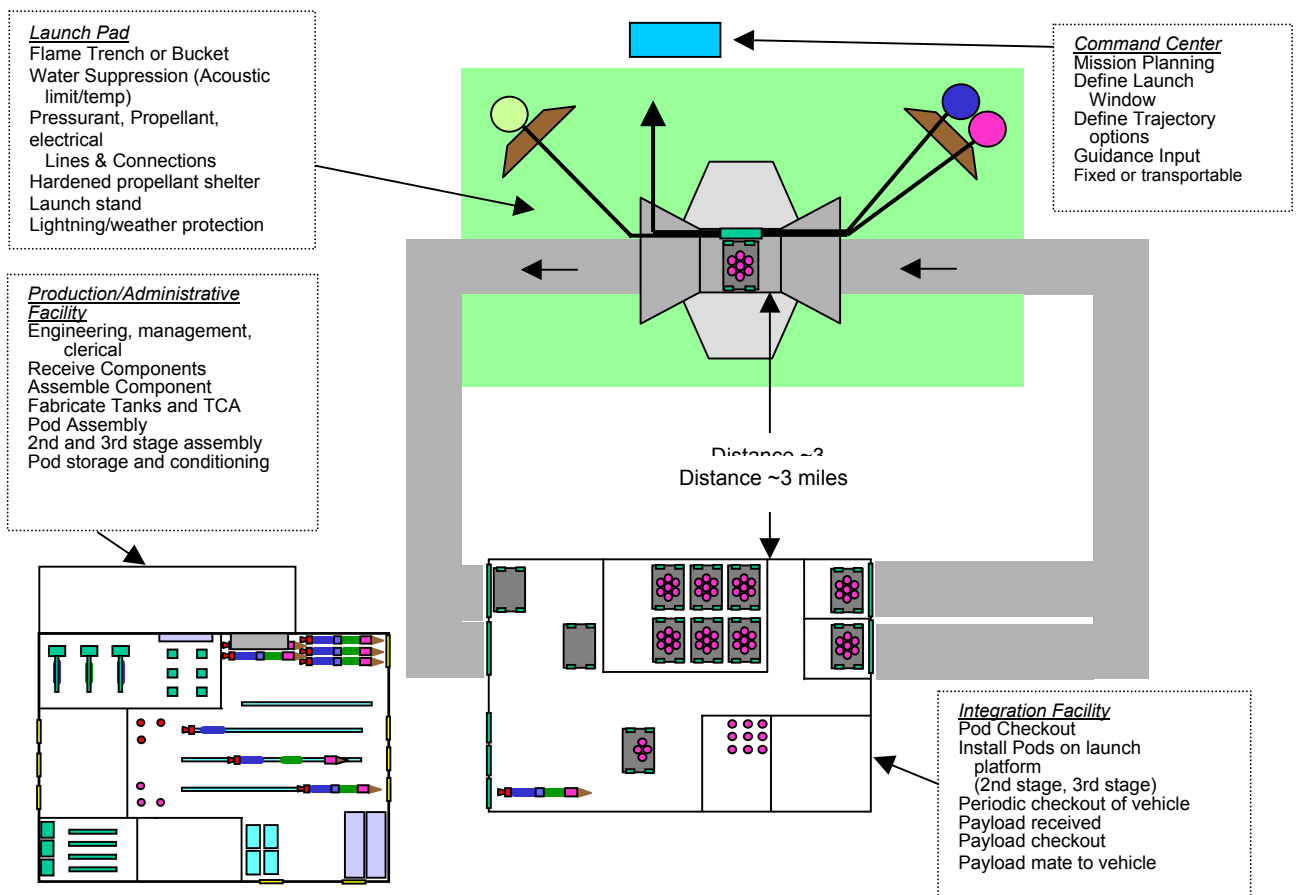 Launch Pad
Flame Trench or Bucket
Water Suppression (Acoustic
limit/temp)
Pressurant, Propellant,
electrical
Lines & Connections
Hardened propellant shelter
Launch stand
Lightning/weather protection
Command Center
Mission Planning
Define Launch
Window
Define Trajectory
options
Guidance Input
Fixed or transportable
Production/Administrative
Facility
Engineering, management,
clerical
Receive Components
Assemble Component
Fabricate Tanks and TCA
Pod Assembly
2nd and 3rd stage assembly
Pod storage and conditioning
Distance ~3
Distance ~3 miles
Integration Facility
Pod Checkout
Install Pods on launch
platform
(2nd stage, 3rd stage)
Periodic checkout of vehicle
Payload received
Payload checkout
Payload mate to vehicle